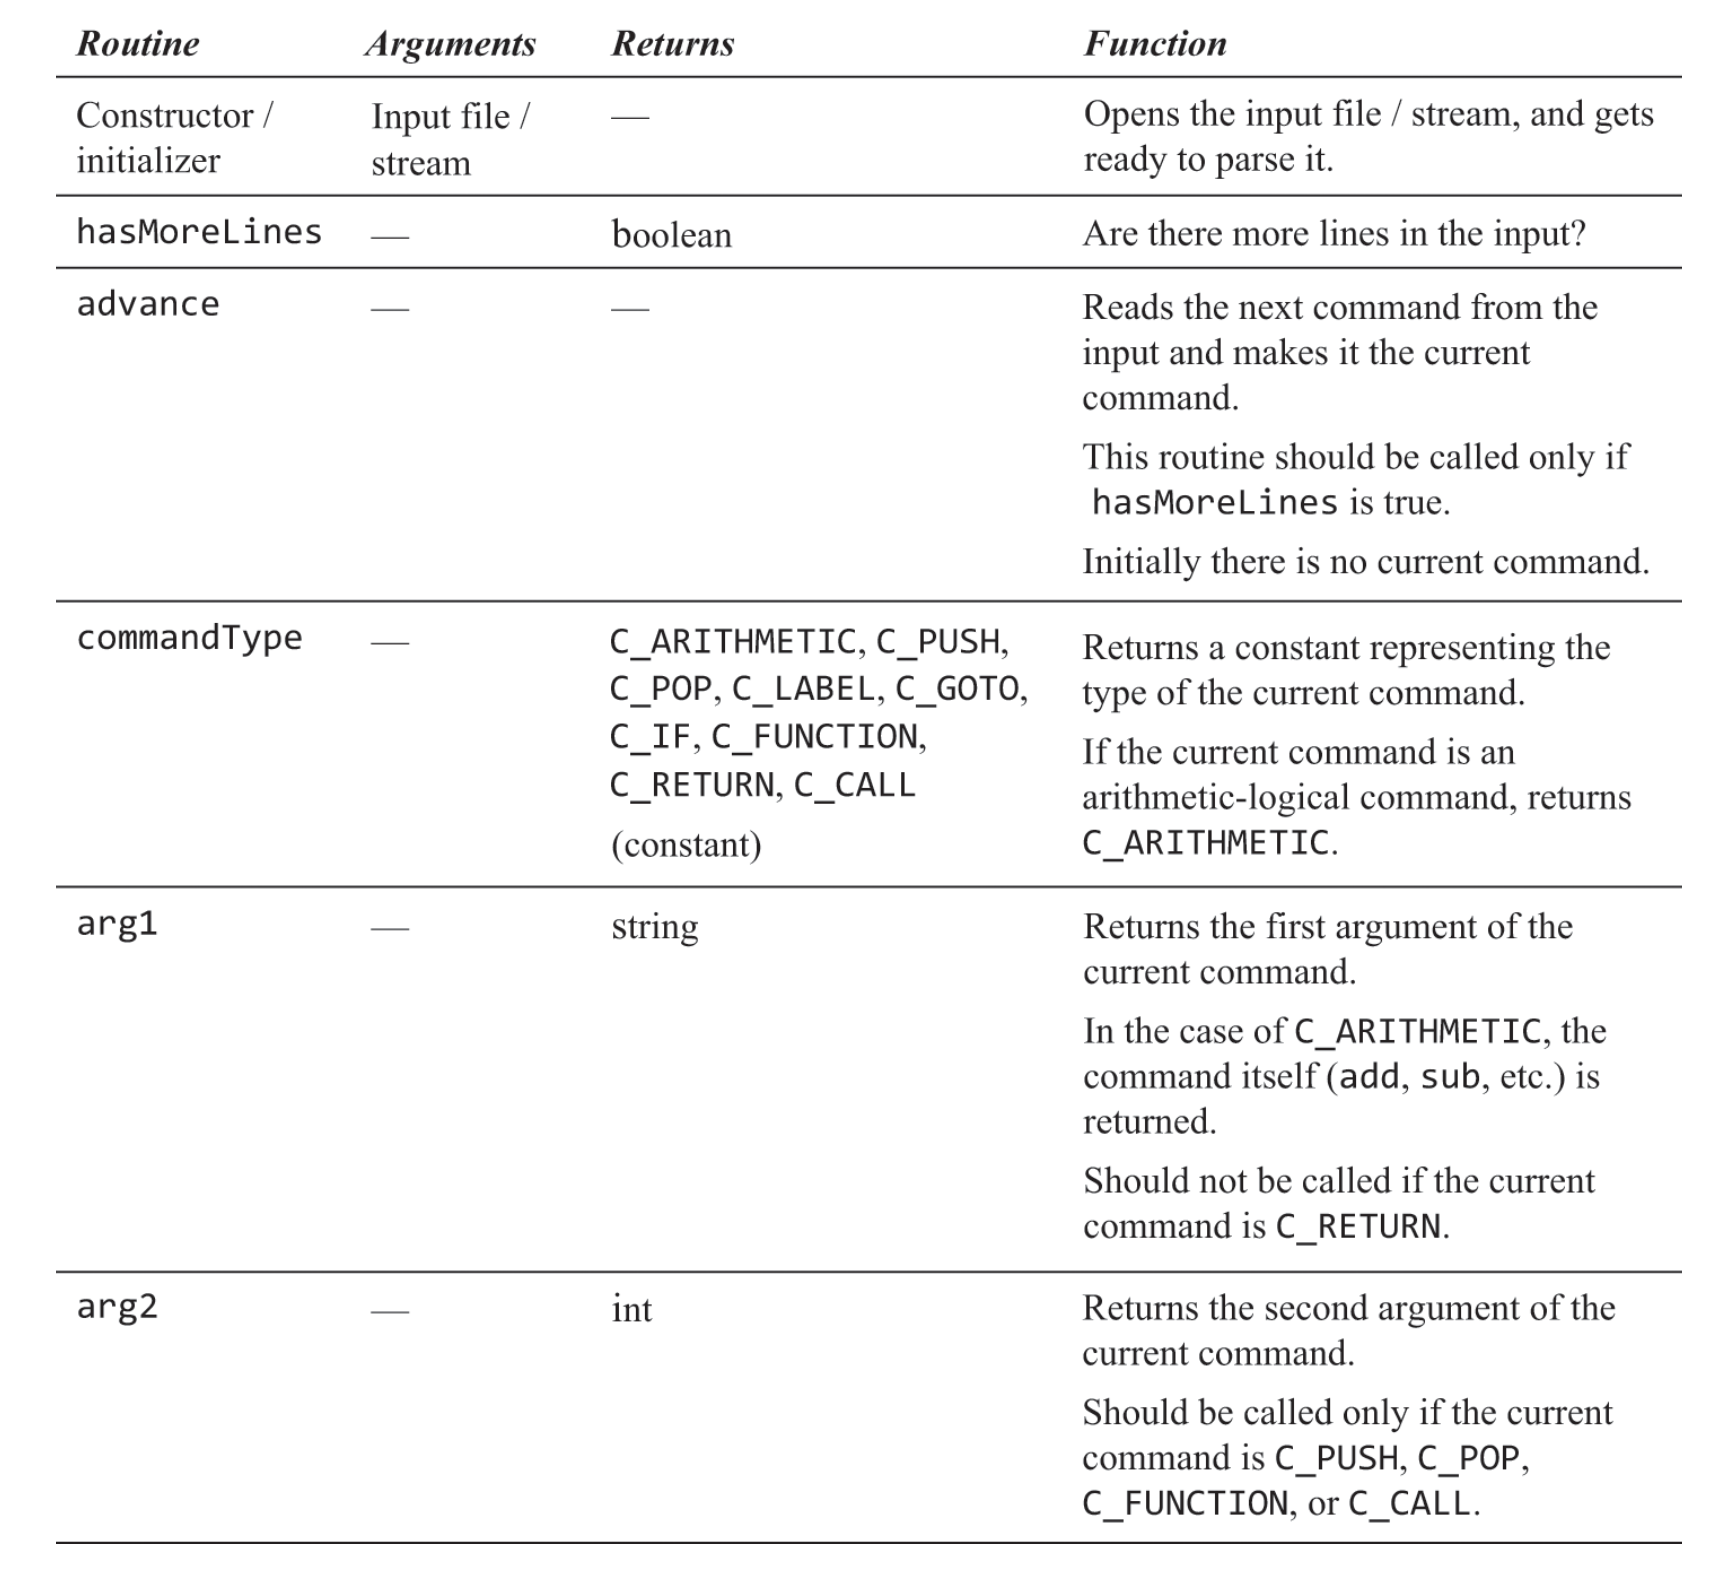 Routine Arguments Returns Function
Constructor / Input file / — Opens the input file / stream, and gets
initializer stream ready to parse it.
hasMoreLines — boolean Are there more lines in the input?
advance — — Reads the next command from the
input and makes it the current
command.
This routine should be called only if
hasMoreLines is true.
Initially there is no current command.
commandType — C_ARITHMETIC, C_PUSH, Returns a constant representing the
C_POP, C_LABEL, C_GOTO, type of the current command.
C_IF, C_FUNCTION, If the current command is an
C_RETURN, C_CALL arithmetic-logical command, returns
(constant) C_ARITHMETIC.
arg1 — string Returns the first argument of the
current command.
In the case of C_ARITHMETIC, the
command itself (add, sub, etc.) is
returned.
Should not be called if the current
command is C_RETURN.
arg2 — int Returns the second argument of the
current command.
Should be called only if the current
command is C_PUSH, C_POP,
C_FUNCTION, or C_CALL.